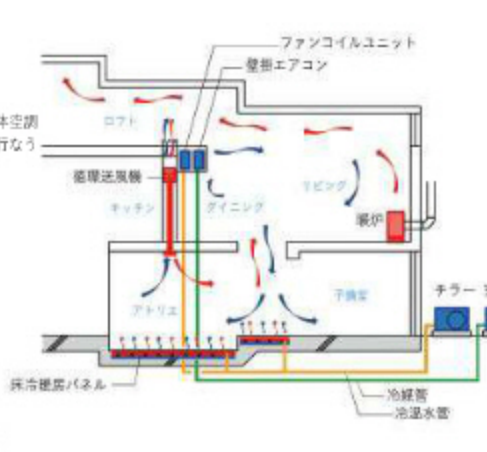 ファンコイルユニット
壁掛エアコン
ロフト
体空調
行なう
循環送風機
リビング
キッチン
ダイニング
暖炉
アトリエ
子供室
チラー
床冷暖房パネル
冷媒管
冷温水管